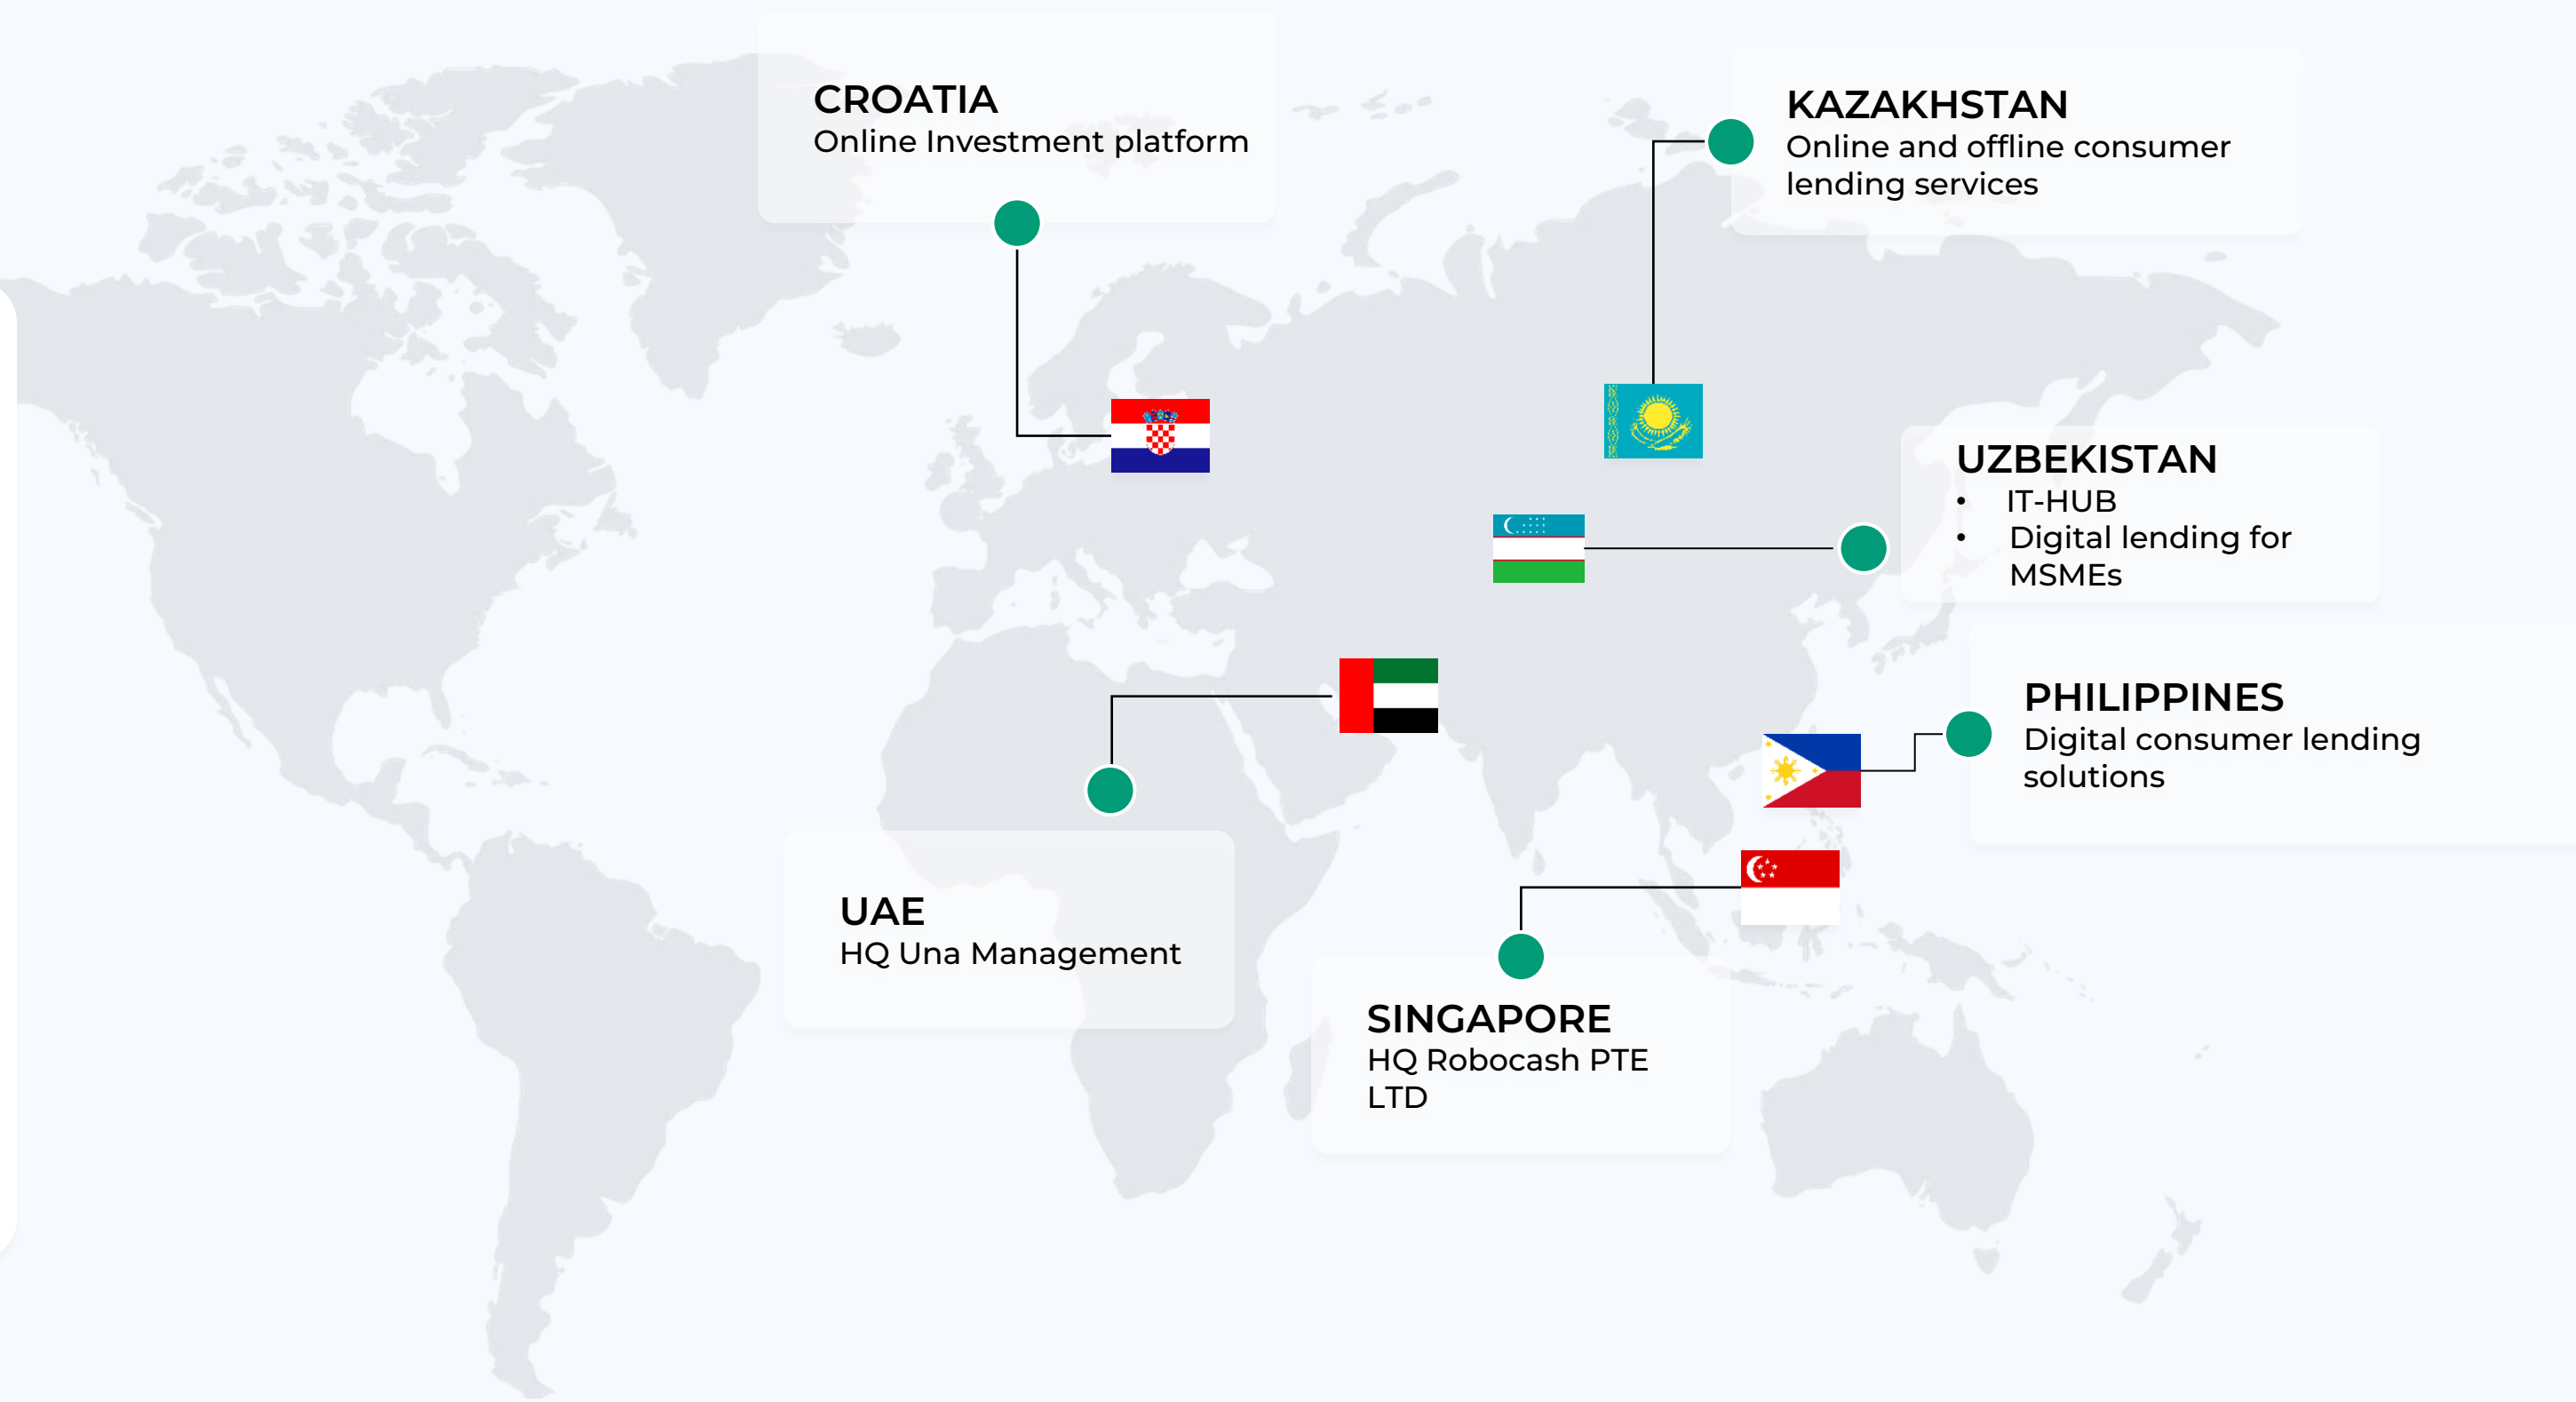 CROATIA
Online Investment platform
KAZAKHSTAN
Online and offline consumer
lending services
UZBEKISTAN
• IT-HUB
• Digital lending for
MSMEs
PHILIPPINES
Digital consumer lending
solutions
UAE
HQ Una Management
SINGAPORE
HQ Robocash PTE
LTD